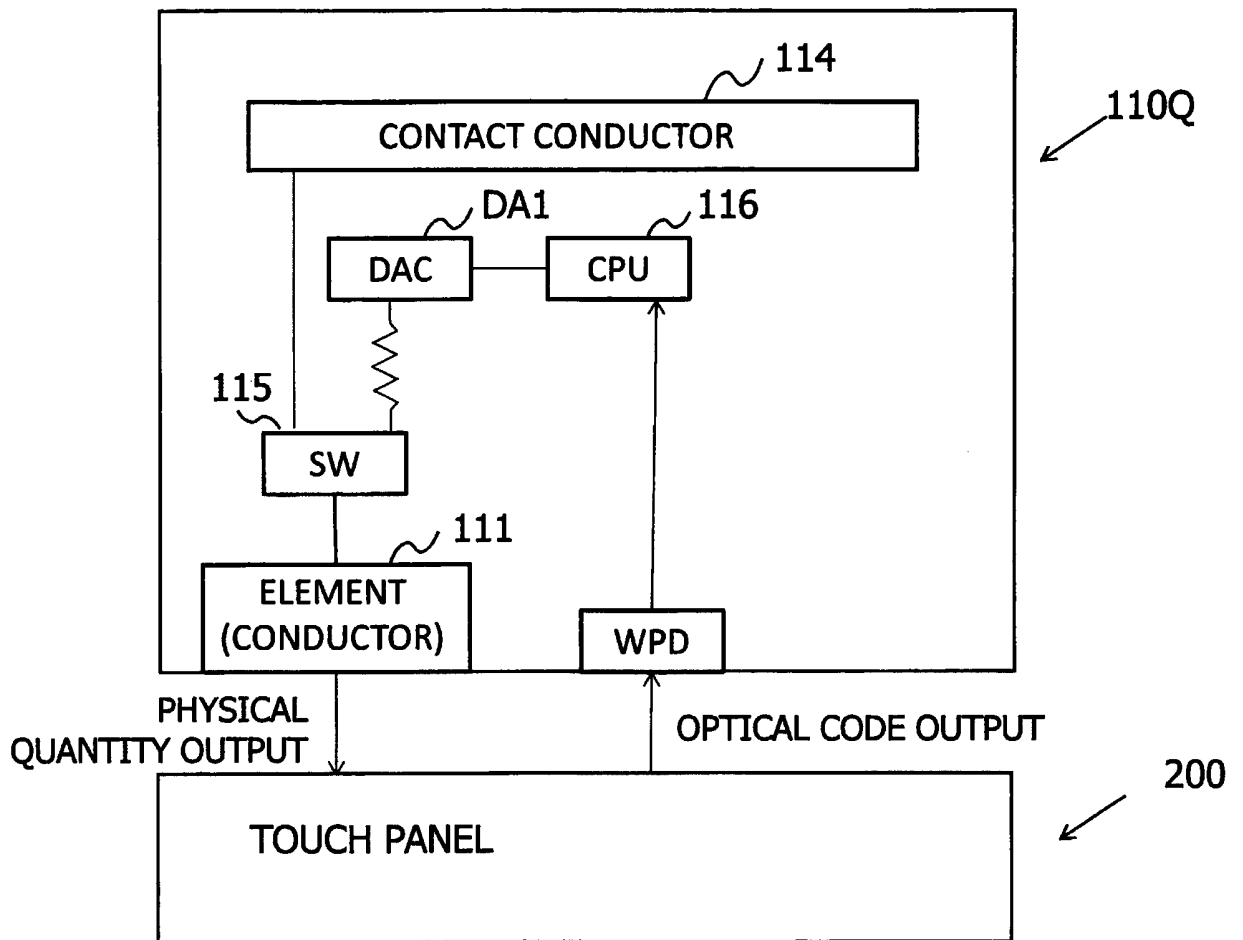 114
110Q
CONTACT CONDUCTOR
DA1
116
DAC
CPU
115
SW
111
ELEMENT
(CONDUCTOR)
WPD
PHYSICAL
QUANTITY OUTPUT
OPTICAL CODE OUTPUT
200
TOUCH PANEL